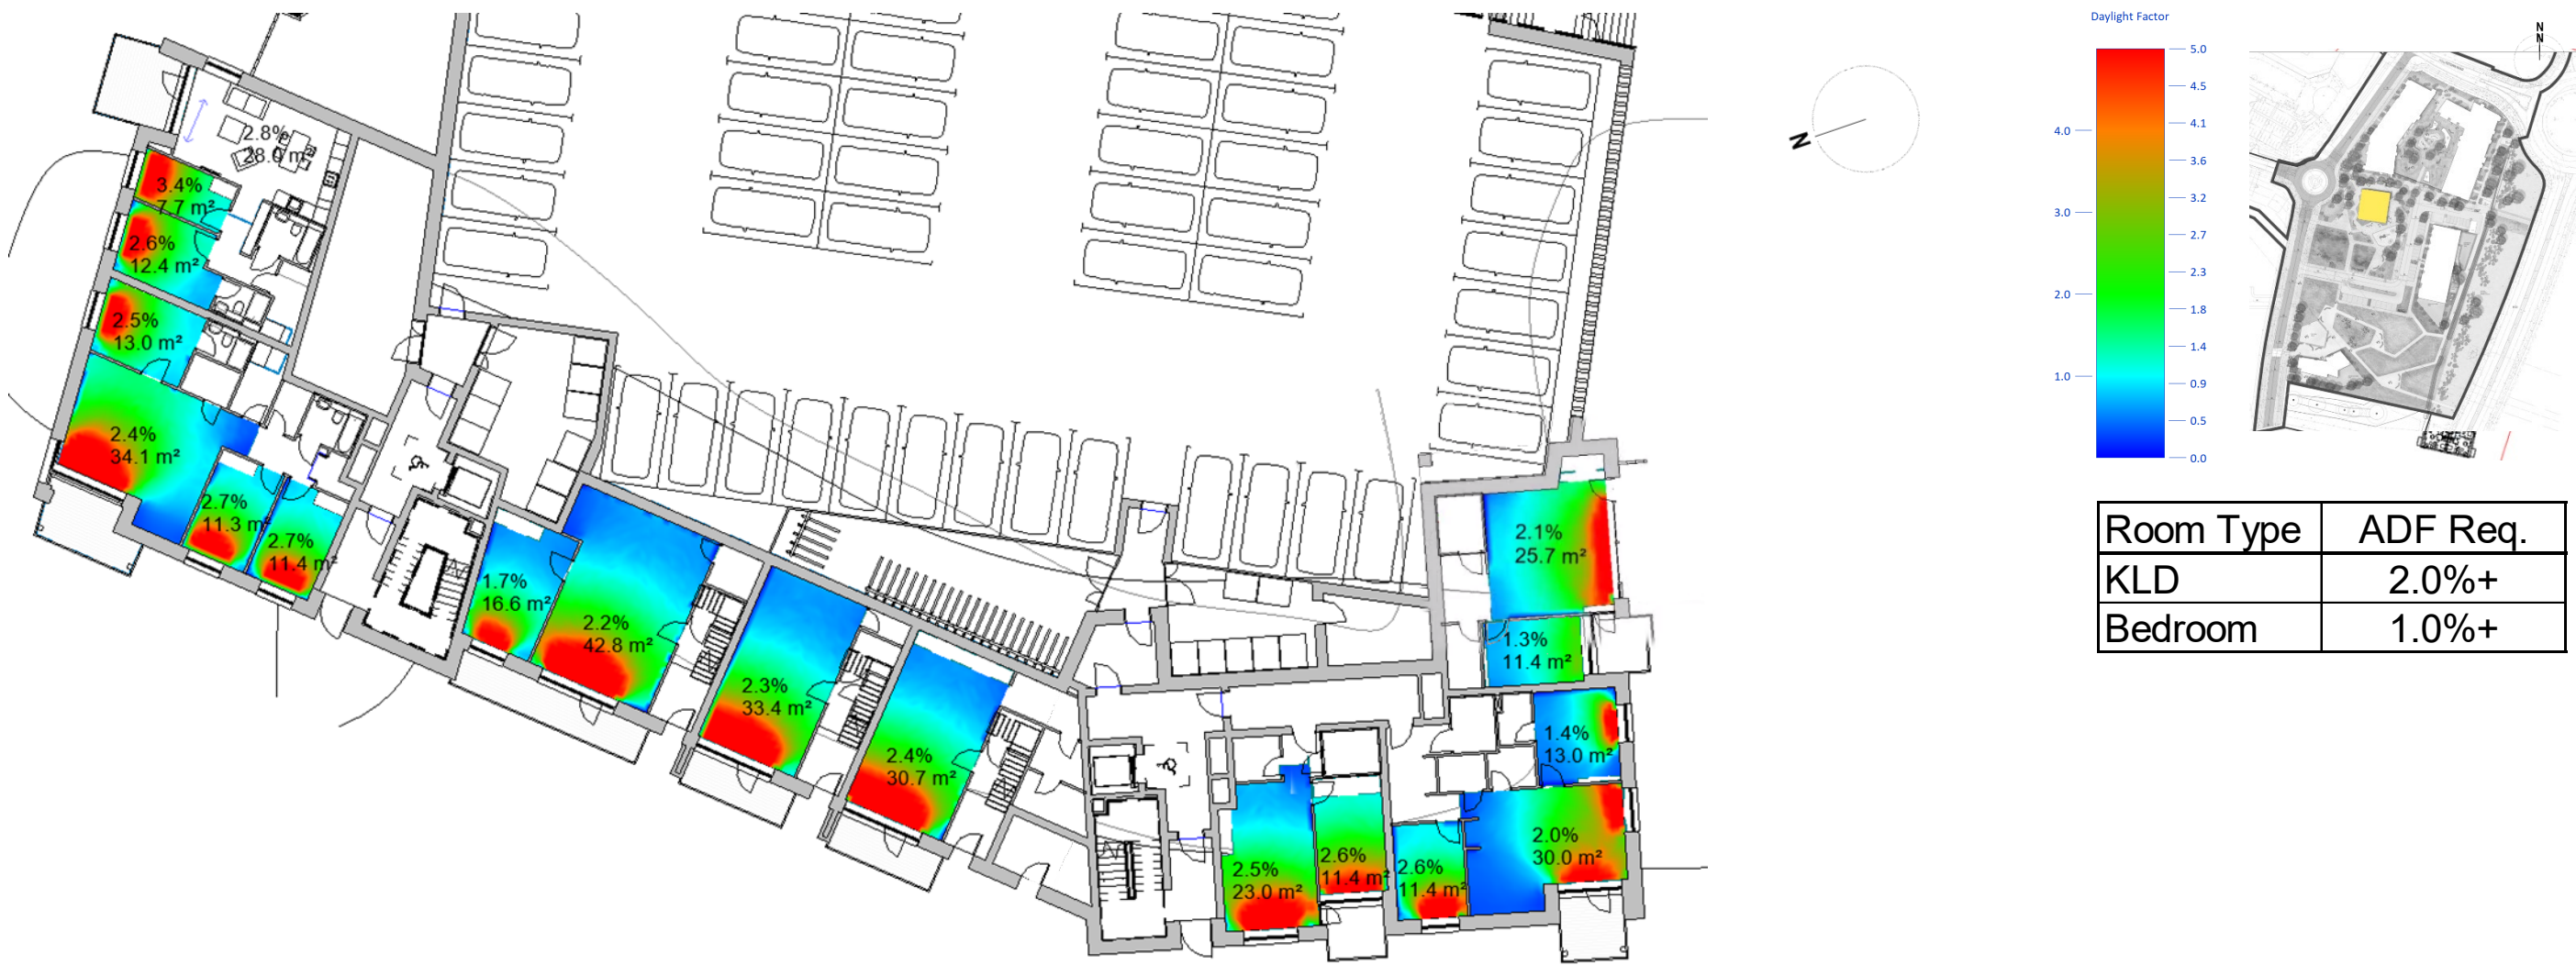 2.8%
28.0 m²
3.4%
7.7 m²
2.6%
12.4 m²
2.5%
13.0 m²
2.4%
34.1 m²
2.7%
11.3 m²
2.7%
11.4 m²
1.7%
16.6 m²
2.2%
42.8 m²
2.3%
33.4 m²
2.4%
30.7 m²
2.5%
23.0 m²
2.6%
11.4 m²
2.6%
11.4 m²
2.0%
30.0 m²
1.4%
13.0 m²
1.3%
11.4 m²
2.1%
25.7 m²
N
Daylight Factor
5.0
4.5
4.1
4.0
3.6
3.2
3.0
2.7
2.3
2.0
1.8
1.4
1.0
0.9
0.5
0.0
N
N
Room Type ADF Req.
KLD 2.0%+
Bedroom 1.0%+